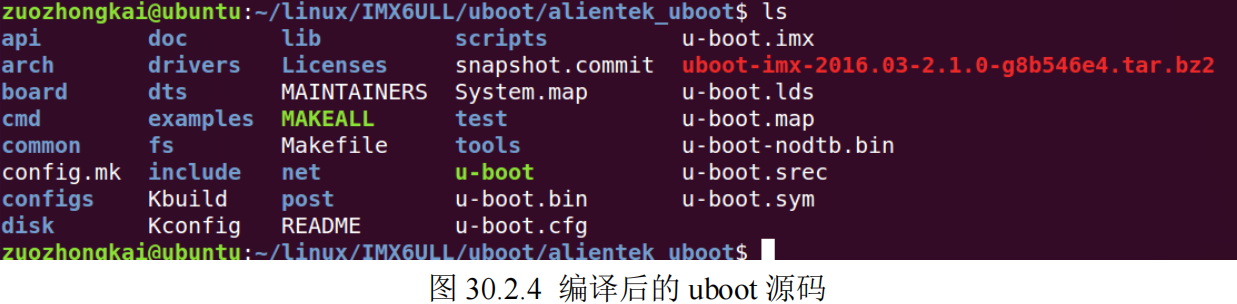 zuozhongkai@ubuntu:~/linux/IMX6ULL/uboot/alientek_uboot$ ls
api doc lib scripts u-boot.imx
arch drivers Licenses snapshot.commit uboot-imx-2016.03-2.1.0-g8b546e4.tar.bz2
board dts MAINTAINERS System.map u-boot.lds
cmd examples MAKEALL test u-boot.map
common fs Makefile tools u-boot-nodtb.bin
config.mk include net u-boot u-boot.srec
configs Kbuild post u-boot.bin u-boot.sym
disk Kconfig README u-boot.cfg
zuozhongkai@ubuntu:~/linux/IMX6ULL/uboot/alientek_uboot$
图 30.2.4 编译后的 uboot 源码